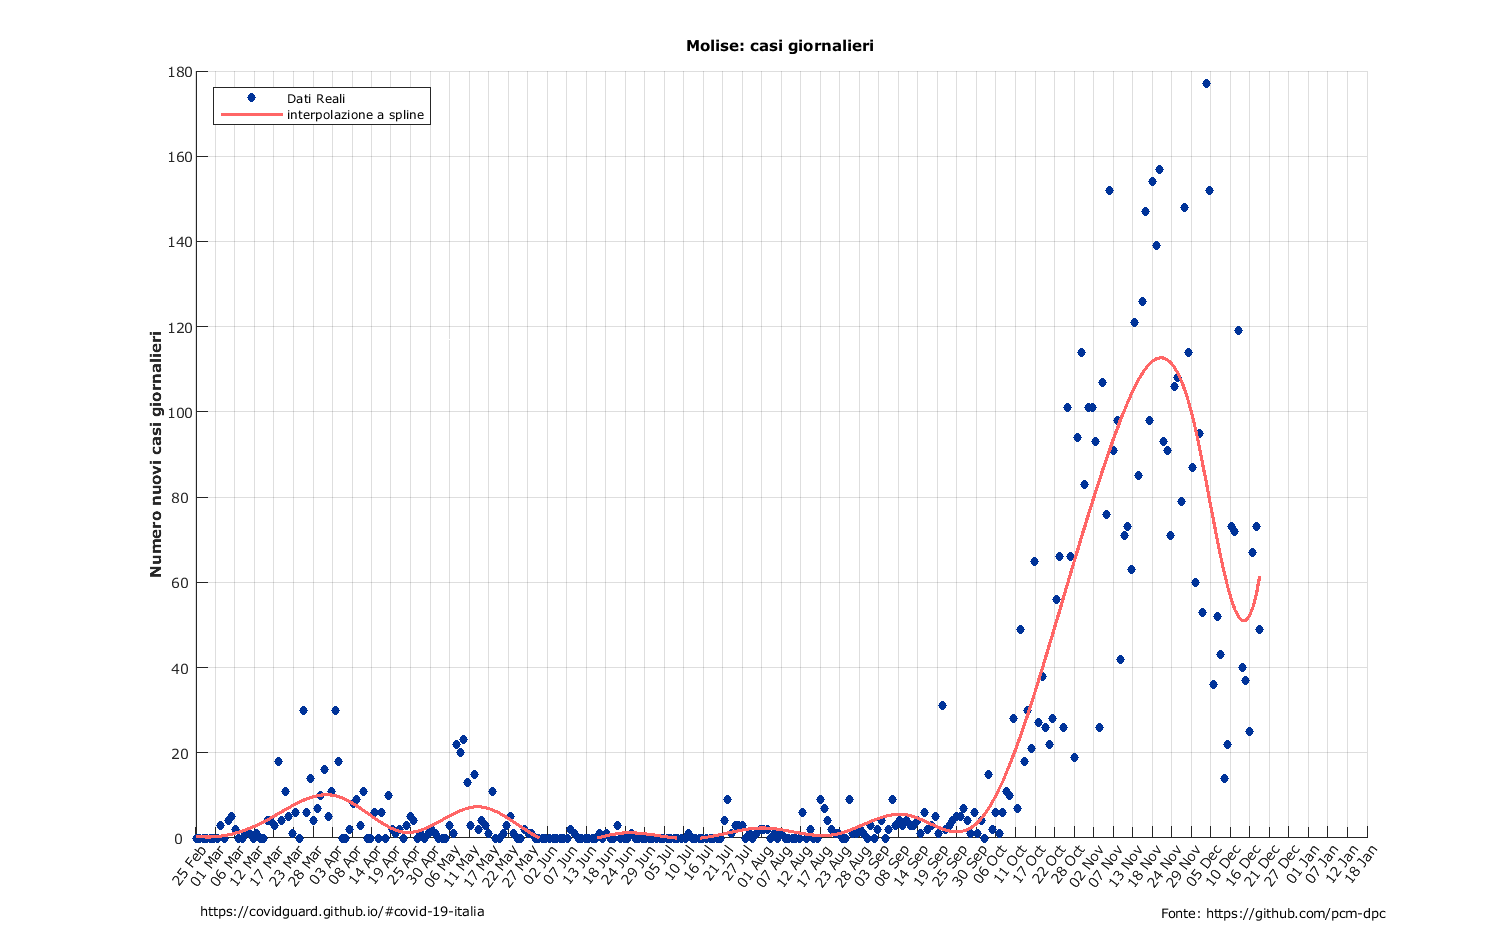 Molise: casi giornalieri
180
Dati Reali
interpolazione a spline
160
140
120
100
80
60
40
20
0
Numero nuovi casi giornalieri
25 Feb
01 Mar
06 Mar
12 Mar
17 Mar
23 Mar
28 Mar
03 Apr
08 Apr
14 Apr
19 Apr
25 Apr
30 Apr
06 May
11 May
17 May
22 May
27 May
02 Jun
07 Jun
13 Jun
18 Jun
24 Jun
29 Jun
05 Jul
10 Jul
16 Jul
21 Jul
27 Jul
01 Aug
07 Aug
12 Aug
17 Aug
23 Aug
28 Aug
03 Sep
08 Sep
14 Sep
19 Sep
25 Sep
30 Sep
06 Oct
11 Oct
17 Oct
22 Oct
28 Oct
02 Nov
07 Nov
13 Nov
18 Nov
24 Nov
29 Nov
05 Dec
10 Dec
16 Dec
21 Dec
27 Dec
01 Jan
07 Jan
12 Jan
18 Jan
https://covidguard.github.io/#covid-19-italia
Fonte: https://github.com/pcm-dpc